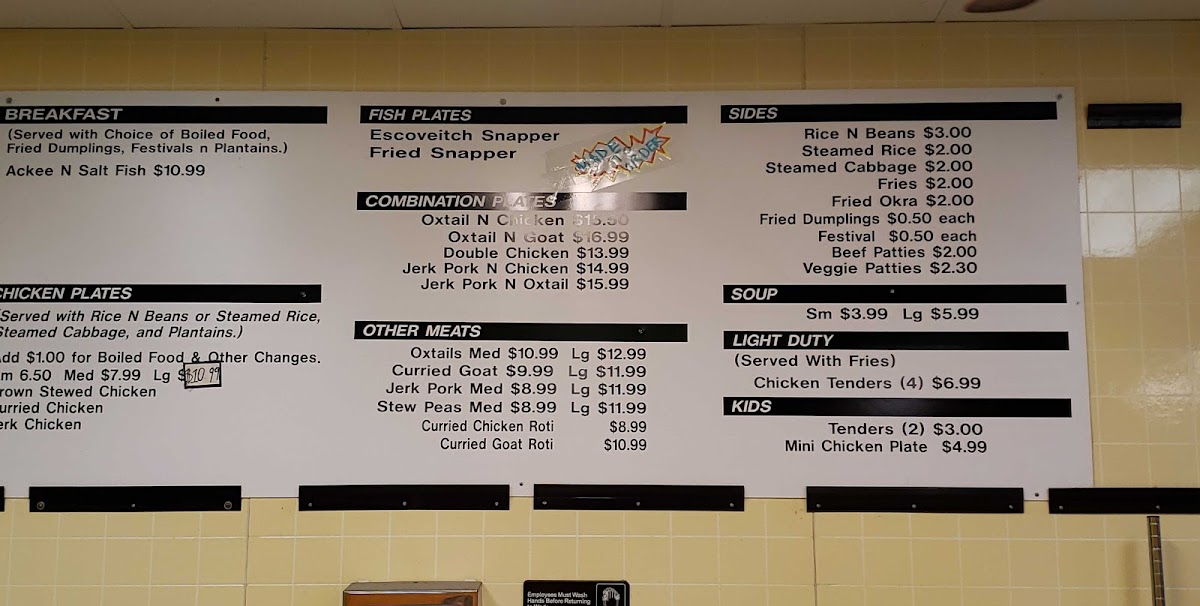 BREAKFAST
(Served with Choice of Boiled Food,
Fried Dumplings, Festivals n Plantains.)
Ackee N Salt Fish $10.99
CHICKEN PLATES
(Served with Rice N Beans or Steamed Rice,
Steamed Cabbage, and Plantains.)
Add $1.00 for Boiled Food & Other Changes.
m 6.50 Med $7.99 Lg $ $10 99
rown Stewed Chicken
urried Chicken
erk Chicken
FISH PLATES
Escoveitch Snapper
Fried Snapper
MADE TO ORDER
COMBINATION PLATES
Oxtail N Chicken $15.50
Oxtail N Goat $16.99
Double Chicken $13.99
Jerk Pork N Chicken $14.99
Jerk Pork N Oxtail $15.99
OTHER MEATS
Oxtails Med $10.99 Lg $12.99
Curried Goat $9.99 Lg $11.99
Jerk Pork Med $8.99 Lg $11.99
Stew Peas Med $8.99 Lg $11.99
Curried Chicken Roti $8.99
Curried Goat Roti $10.99
SIDES
Rice N Beans $3.00
Steamed Rice $2.00
Steamed Cabbage $2.00
Fries $2.00
Fried Okra $2.00
Fried Dumplings $0.50 each
Festival $0.50 each
Beef Patties $2.00
Veggie Patties $2.30
SOUP
Sm $3.99 Lg $5.99
LIGHT DUTY
(Served With Fries)
Chicken Tenders (4) $6.99
KIDS
Tenders (2) $3.00
Mini Chicken Plate $4.99
Employees Must Wash
Hands Before Returning